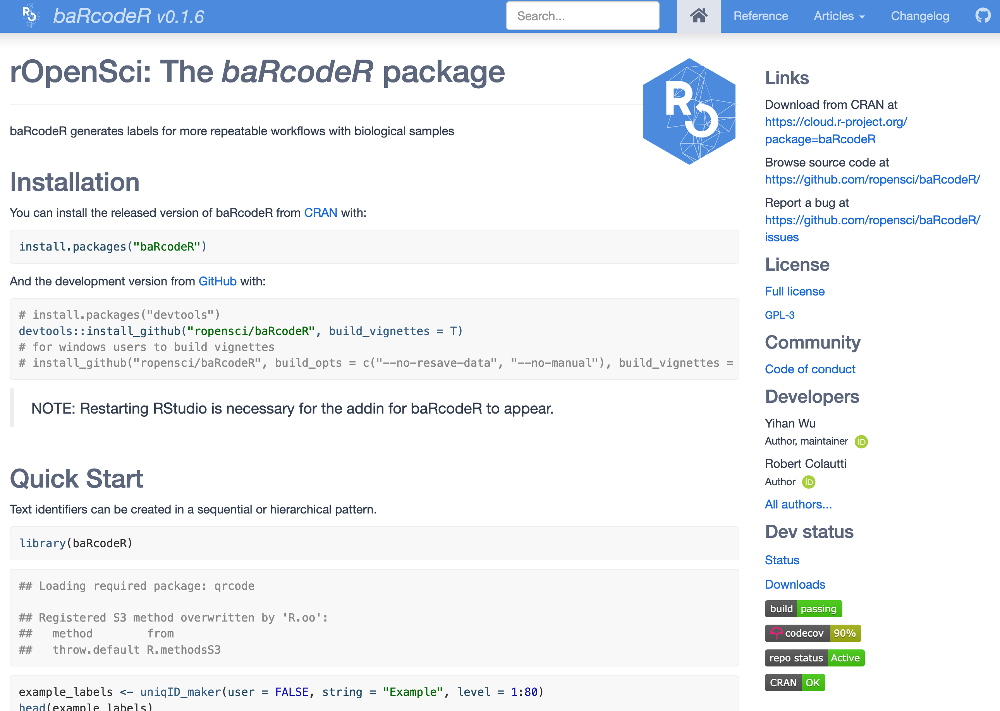 baRcodeR v0.1.6
Search...
Reference
Articles
Changelog
rOpenSci: The baRcodeR package
baRcodeR generates labels for more repeatable workflows with biological samples
Installation
You can install the released version of baRcodeR from CRAN with:
install.packages("baRcodeR")
And the development version from GitHub with:
# install.packages("devtools")
devtools::install_github("ropensci/baRcodeR", build_vignettes = T)
# for windows users to build vignettes
# install_github("ropensci/baRcodeR", build_opts = c("--no-resave-data", "--no-manual"), build_vignettes =
NOTE: Restarting RStudio is necessary for the addin for baRcodeR to appear.
Quick Start
Text identifiers can be created in a sequential or hierarchical pattern.
library(baRcodeR)
## Loading required package: qrcode
## Registered S3 method overwritten by 'R.oo':
##   method        from
##   throw.default R.methodsS3
example_labels <- uniqID_maker(user = FALSE, string = "Example", level = 1:80)
head(example_labels)
Links
Download from CRAN at
https://cloud.r-project.org/
package=baRcodeR
Browse source code at
https://github.com/ropensci/baRcodeR/
Report a bug at
https://github.com/ropensci/baRcodeR/
issues
License
Full license
GPL-3
Community
Code of conduct
Developers
Yihan Wu
Author, maintainer iD
Robert Colautti
Author iD
All authors...
Dev status
Status
Downloads
build passing
codecov 90%
repo status Active
CRAN OK